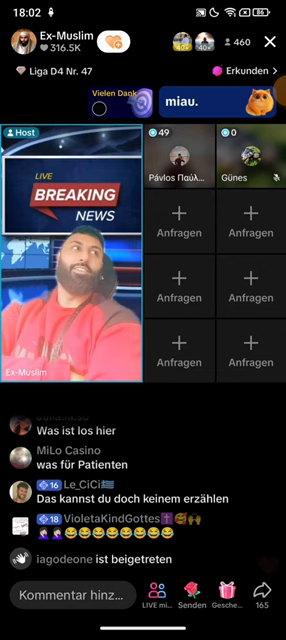 18:02
86
Ex-Muslim
316.5K
40+
40+
460
Liga D4 Nr. 47
Erkunden >
Vielen Dank
miau.
Host
49
0
LIVE
BREAKING
NEWS
Pávlos Παύλ...
Günes
Anfragen
Anfragen
Anfragen
Anfragen
Anfragen
Anfragen
Ex-Muslim
Was ist los hier
MiLo Casino
was für Patienten
16 Le_CiCi🇬🇷
Das kannst du doch keinem erzählen
18 VioletaKindGottes✝️🥰🙌
🤦🏻‍♀️🤦🏻‍♀️😂😂😂😂😂😂😂😂
iagodeone ist beigetreten
Kommentar hinz...
LIVE mi...
Senden
Gesche...
165